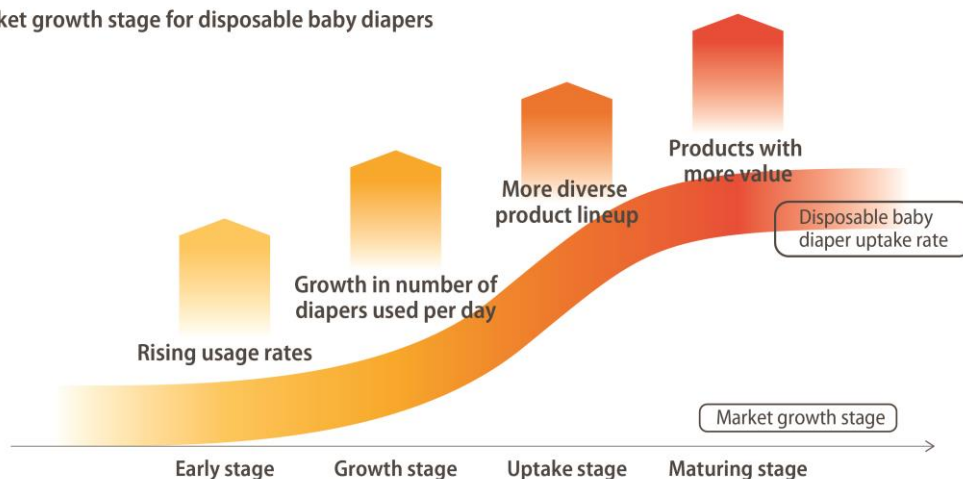 ket growth stage for disposable baby diapers
Products with
more value
More diverse
product lineup
Disposable baby
diaper uptake rate
Growth in number of
diapers used per day
Rising usage rates
Market growth stage
Early stage
Growth stage
Uptake stage
Maturing stage